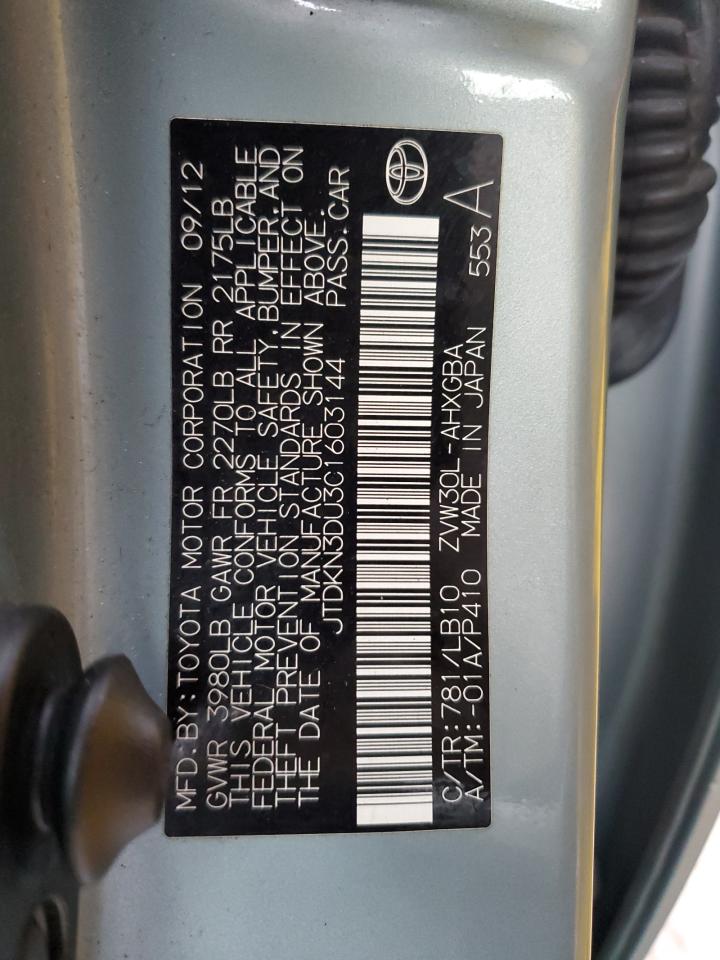 MFD.BY:TOYOTA MOTOR CORPORATION 09/12
GVWR 3980LB GAWR FR 2270LB RR 2175LB
THIS VEHICLE CONFORMS TO ALL APPLICABLE
FEDERAL MOTOR VEHICLE SAFETY, BUMPER, AND
THEFT PREVENTION STANDARDS IN EFFECT ON
THE DATE OF MANUFACTURE SHOWN ABOVE.
JTDKN3DU3C1603144 PASS.CAR
C/TR:781/LB10 ZVW30L-AHXGBA
A/TM:-01A/P410 MADE IN JAPAN 553 A